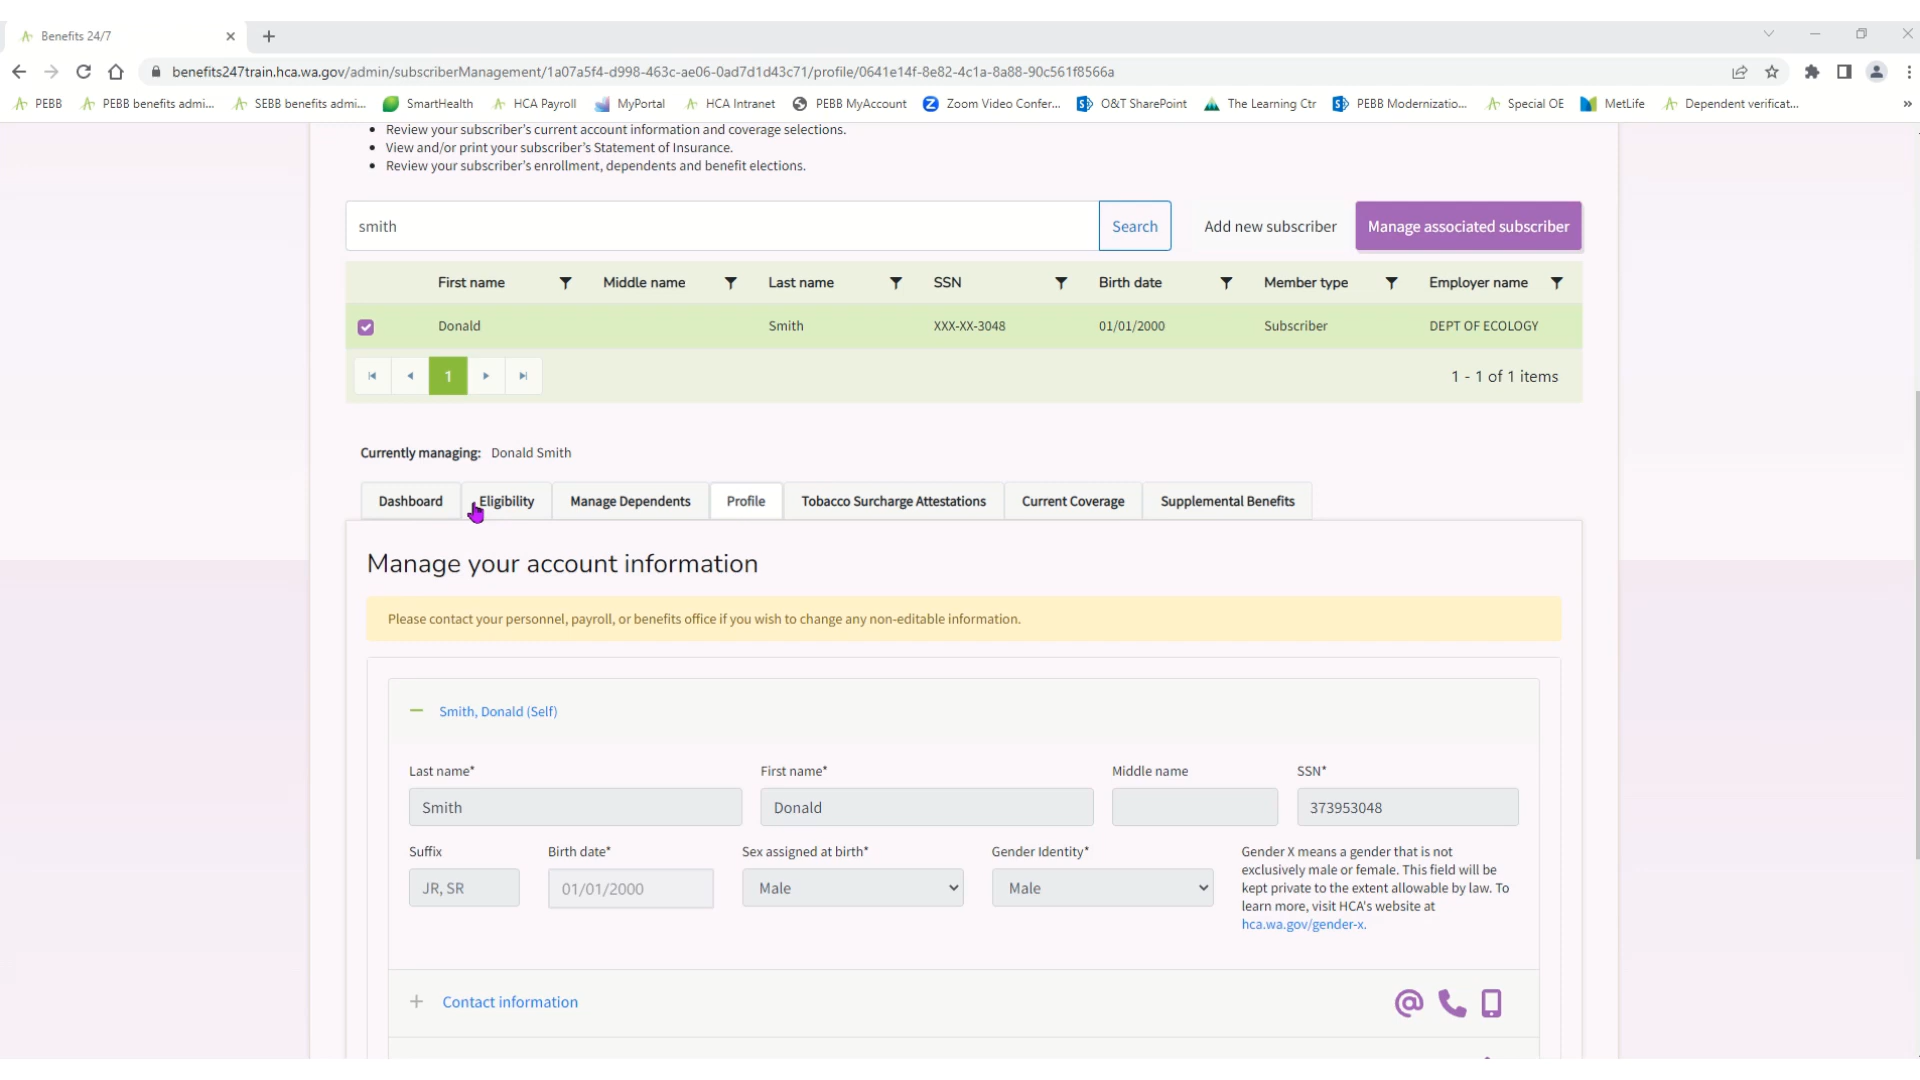 Benefits 24/7
benefits247train.hca.wa.gov/admin/subscriberManagement/1a07a5f4-d998-463c-ae06-0ad7d1d43c71/profile/0641e14f-8e82-4c1a-8a88-90c561f8566a
PEBB PEBB benefits admi... SEBB benefits admi... SmartHealth HCA Payroll MyPortal HCA Intranet PEBB MyAccount Zoom Video Confer... O&T SharePoint The Learning Ctr PEBB Modernizatio... Special OE MetLife Dependent verificat... »
• Review your subscriber's current account information and coverage selections.
• View and/or print your subscriber's Statement of Insurance.
• Review your subscriber's enrollment, dependents and benefit elections.
smith Search Add new subscriber Manage associated subscriber
First name Middle name Last name SSN Birth date Member type Employer name
Donald Smith XXX-XX-3048 01/01/2000 Subscriber DEPT OF ECOLOGY
1 1 - 1 of 1 items
Currently managing: Donald Smith
Dashboard Eligibility Manage Dependents Profile Tobacco Surcharge Attestations Current Coverage Supplemental Benefits
Manage your account information
Please contact your personnel, payroll, or benefits office if you wish to change any non-editable information.
Smith, Donald (Self)
Last name* First name* Middle name SSN*
Smith Donald 373953048
Suffix Birth date* Sex assigned at birth* Gender Identity*
JR, SR 01/01/2000 Male Male
Gender X means a gender that is not
exclusively male or female. This field will be
kept private to the extent allowable by law. To
learn more, visit HCA's website at
hca.wa.gov/gender-x.
Contact information